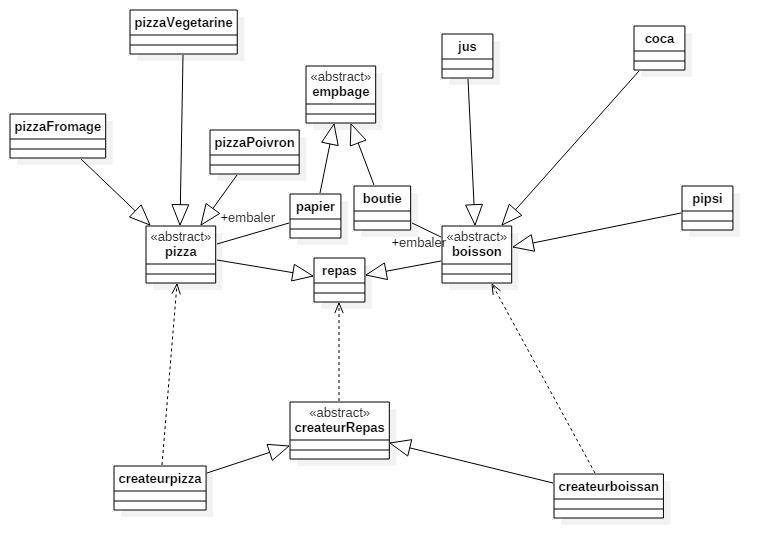 pizzaVegetarine
jus
coca
«abstract»
empbage
pizzaFromage
pizzaPoivron
papier
boutie
pipsi
+embaler
+embaler
«abstract»
pizza
«abstract»
boisson
repas
«abstract»
createurRepas
createurpizza
createurboissan